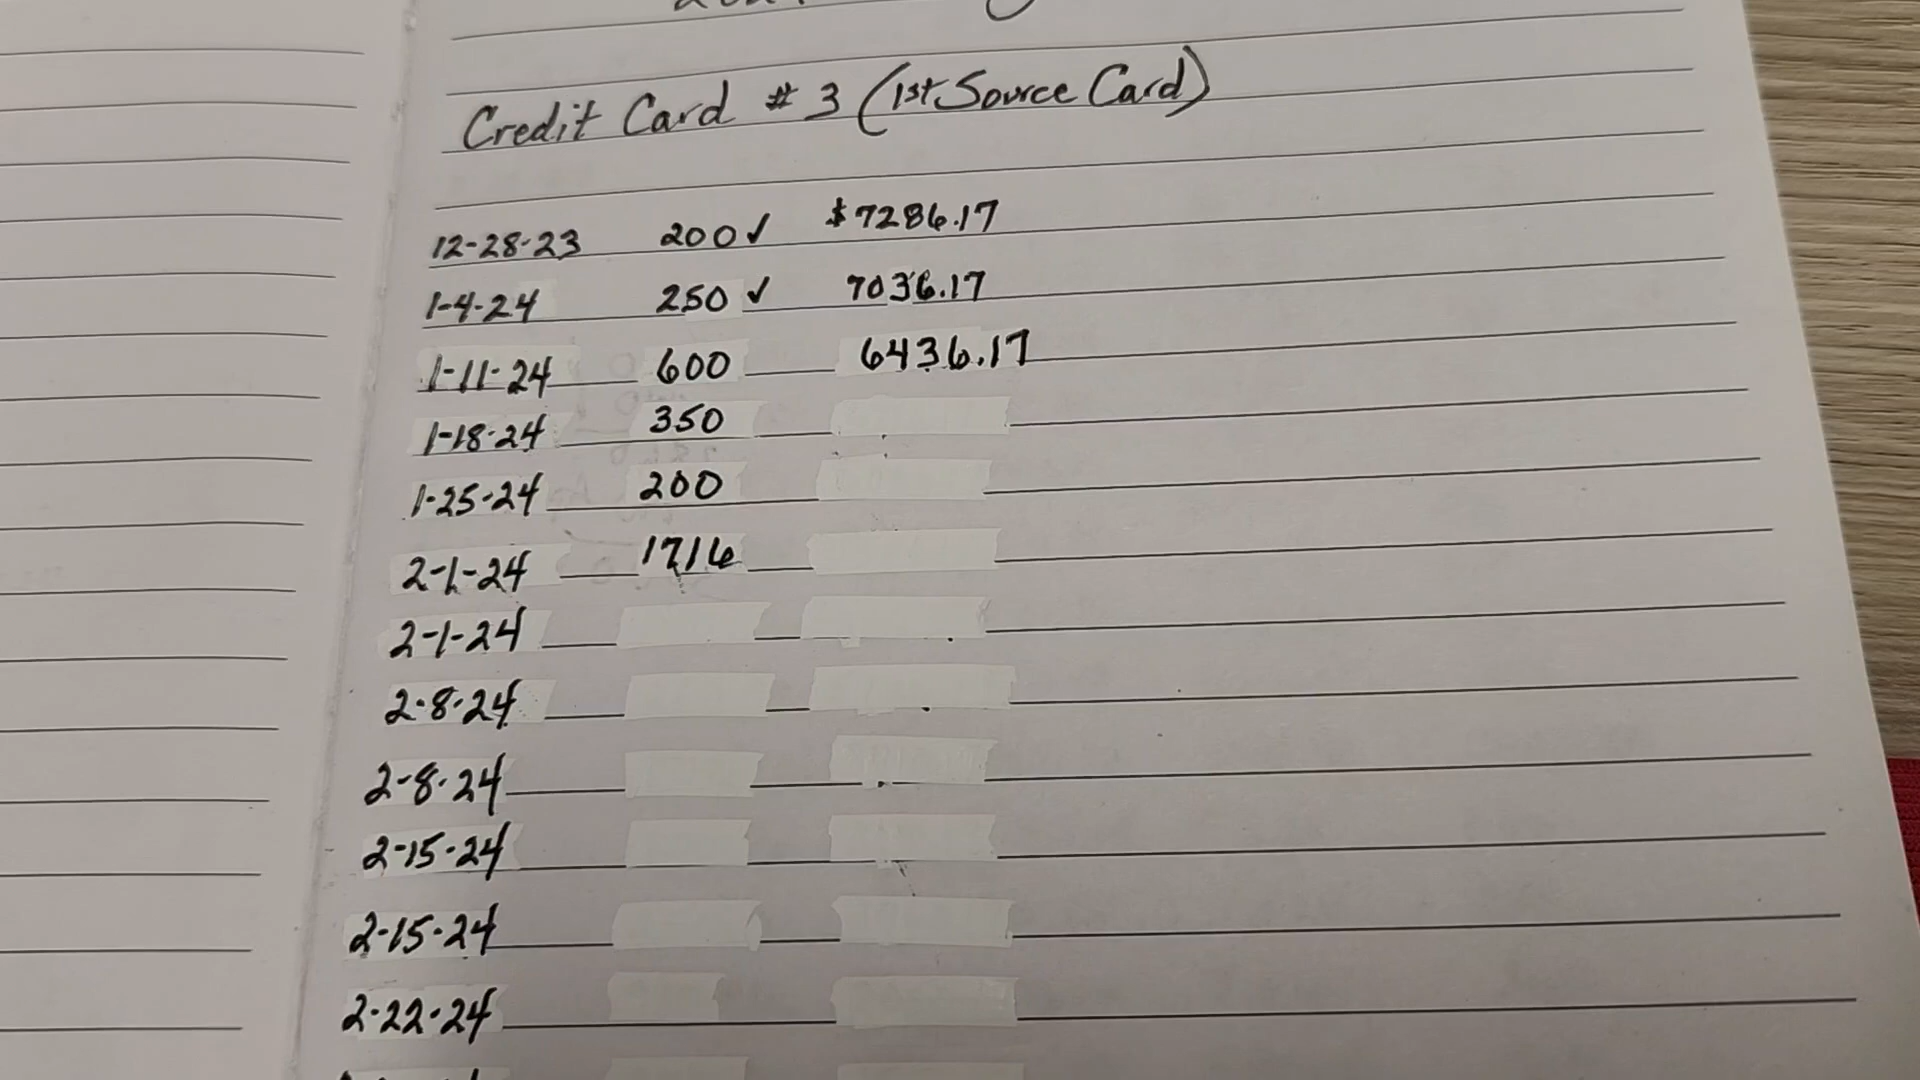 Credit Card # 3 (1st Source Card)
12-28-23 200✓ $7286.17
1-4-24 250 ✓ 7036.17
1-11-24 600 6436.17
1-18-24 350
1-25-24 200
2-1-24 1716
2-1-24
2-8-24
2-8-24
2-15-24
2-15-24
2-22-24